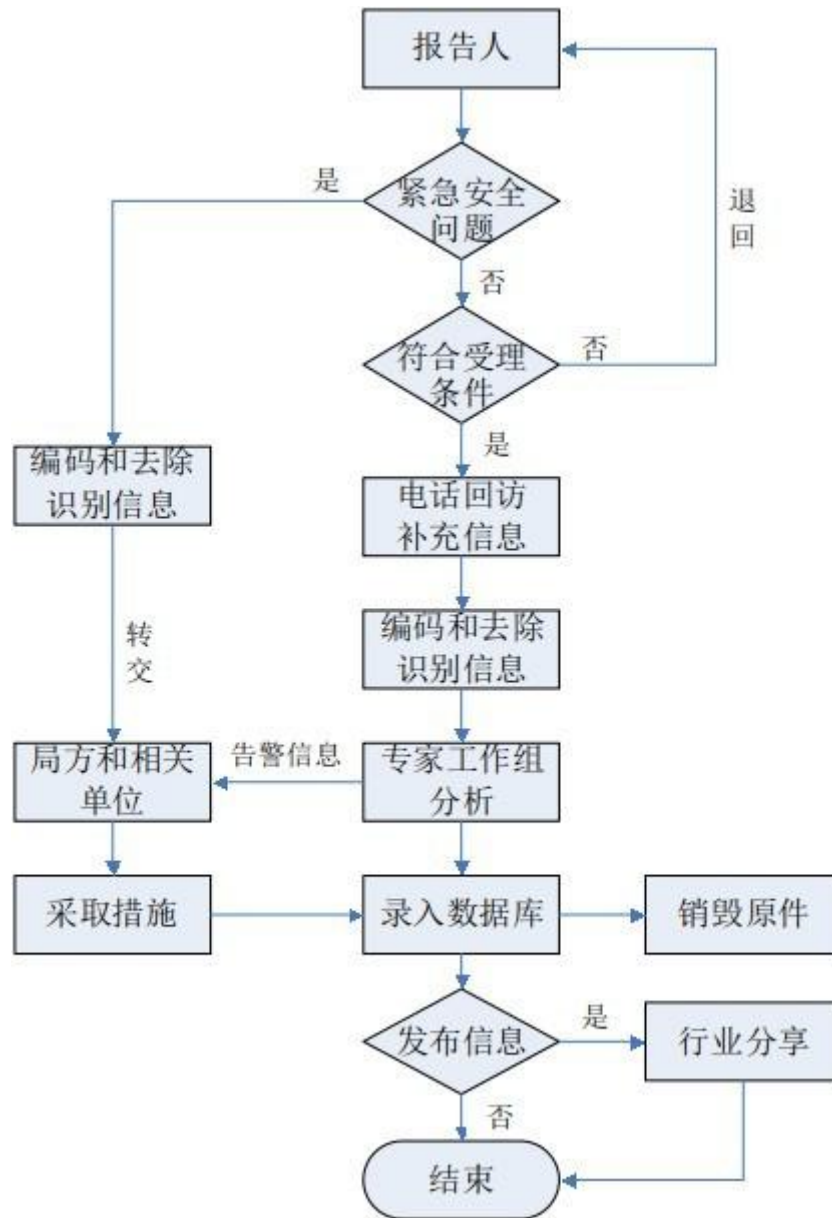 报告人
是
紧急安全
问题
退
回
否
符合受理
条件
否
是
编码和去除
识别信息
电话回访
补充信息
编码和去除
识别信息
转
交
局方和相关
单位
告警信息
专家工作组
分析
采取措施
录入数据库
销毁原件
发布信息
是
行业分享
否
结束